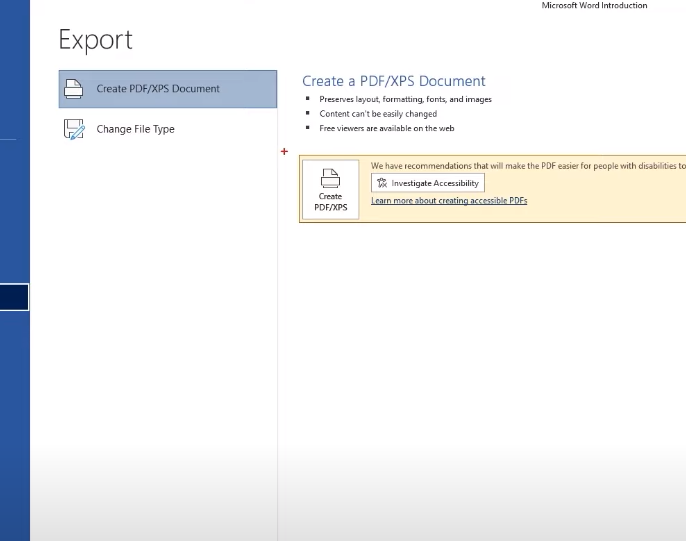 Microsoft Word Introduction
Export
Create PDF/XPS Document
Change File Type
Create a PDF/XPS Document
Preserves layout, formatting, fonts, and images
Content can't be easily changed
Free viewers are available on the web
We have recommendations that will make the PDF easier for people with disabilities to
Create
PDF/XPS
Investigate Accessibility
Learn more about creating accessible PDFs